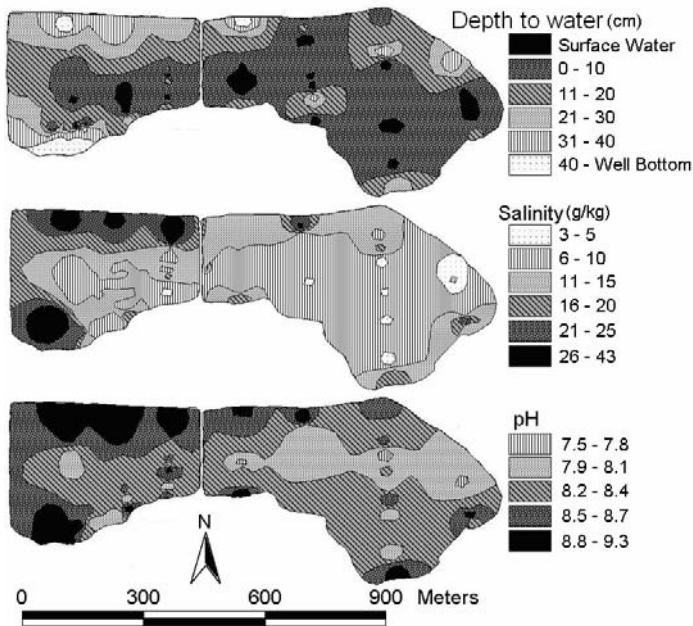 Depth to water (cm)
Surface Water
0 - 10
11 - 20
21 - 30
31 - 40
40 - Well Bottom
Salinity (g/kg)
3 - 5
6 - 10
11 - 15
16 - 20
21 - 25
26 - 43
pH
7.5 - 7.8
7.9 - 8.1
8.2 - 8.4
8.5 - 8.7
8.8 - 9.3
N
0 300 600 900 Meters